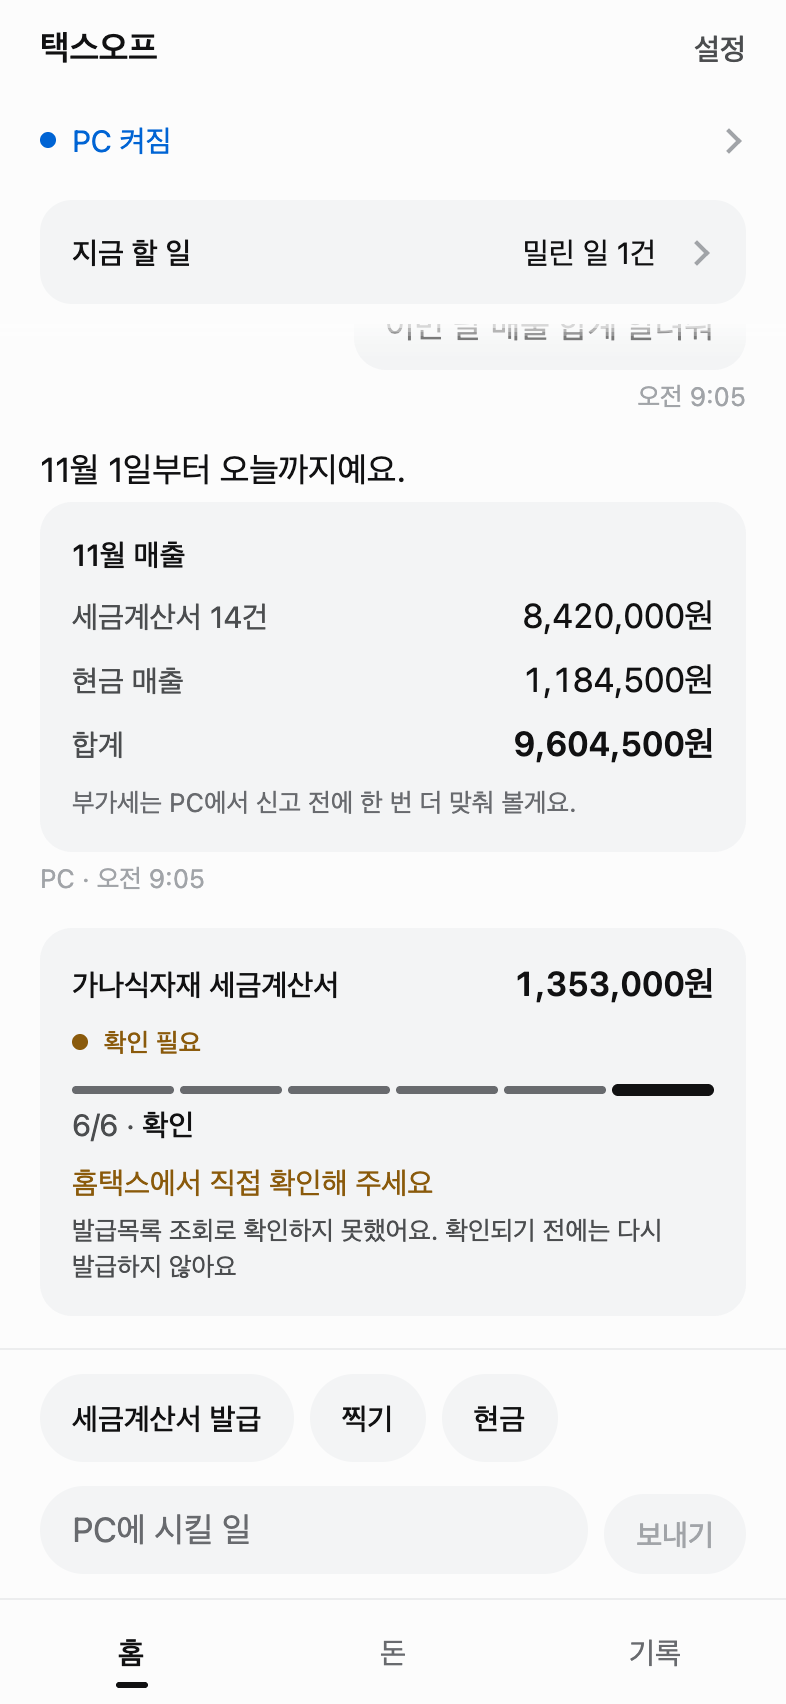 택스오프
설정
PC 켜짐
지금 할 일
밀린 일 1건
오전 9:05
11월 1일부터 오늘까지예요.
11월 매출
세금계산서 14건
8,420,000원
현금 매출
1,184,500원
합계
9,604,500원
부가세는 PC에서 신고 전에 한 번 더 맞춰 볼게요.
PC · 오전 9:05
가나식자재 세금계산서
1,353,000원
확인 필요
6/6 · 확인
홈택스에서 직접 확인해 주세요
발급목록 조회로 확인하지 못했어요. 확인되기 전에는 다시
발급하지 않아요
세금계산서 발급
찍기
현금
PC에 시킬 일
보내기
홈
돈
기록